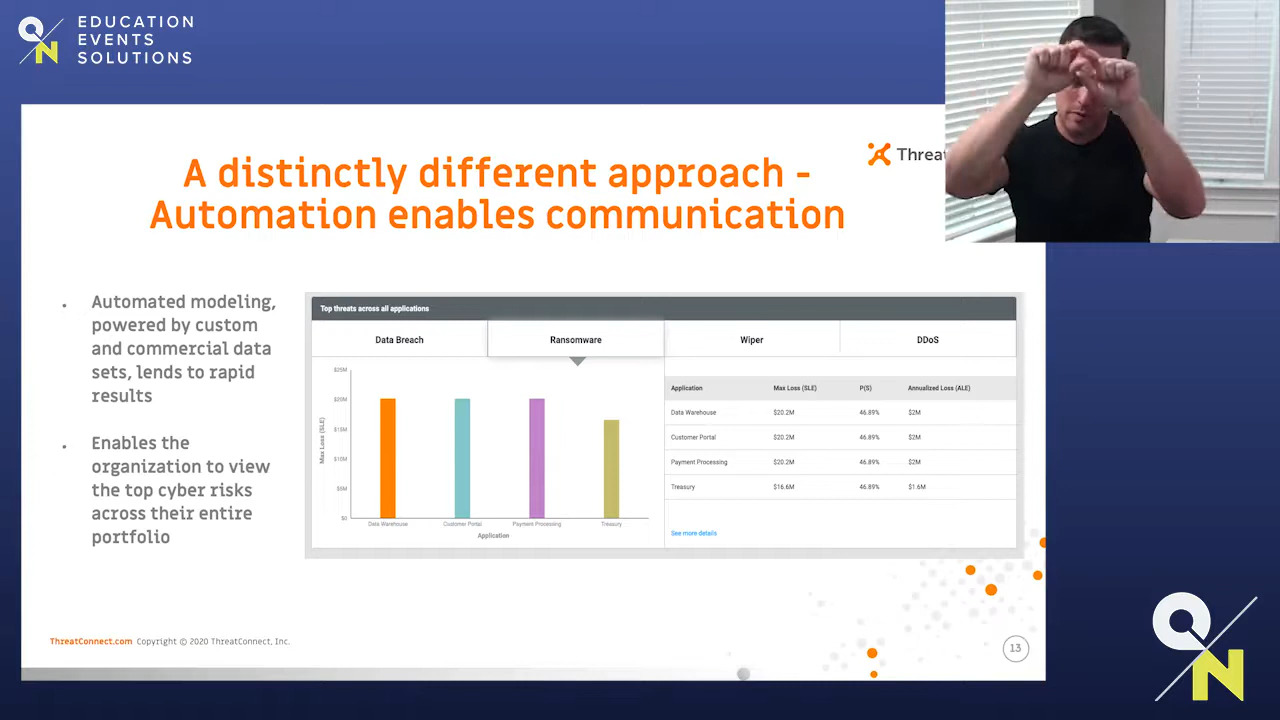 QN
EDUCATION
EVENTS
SOLUTIONS
Threat
A distinctly different approach -
Automation enables communication
. Automated modeling,
powered by custom
and commercial data
sets, lends to rapid
results
. Enables the
organization to view
the top cyber risks
across their entire
portfolio
Top threats across all applications
Data Breach Ransomware Wiper DDoS
$25M
$20M
$15M
$10M
$5M
$0
Max Loss (SLE)
Data Warehouse Customer Portal Payment Processing Treasury
Application
Application Max Loss (SLE) P(S) Annualized Loss (ALE)
Data Warehouse $20.2M 46.89% $2M
Customer Portal $20.2M 46.89% $2M
Payment Processing $20.2M 46.89% $2M
Treasury $16.6M 46.89% $1.6M
See more details
ThreatConnect.com Copyright © 2020 ThreatConnect, Inc.
13
QN